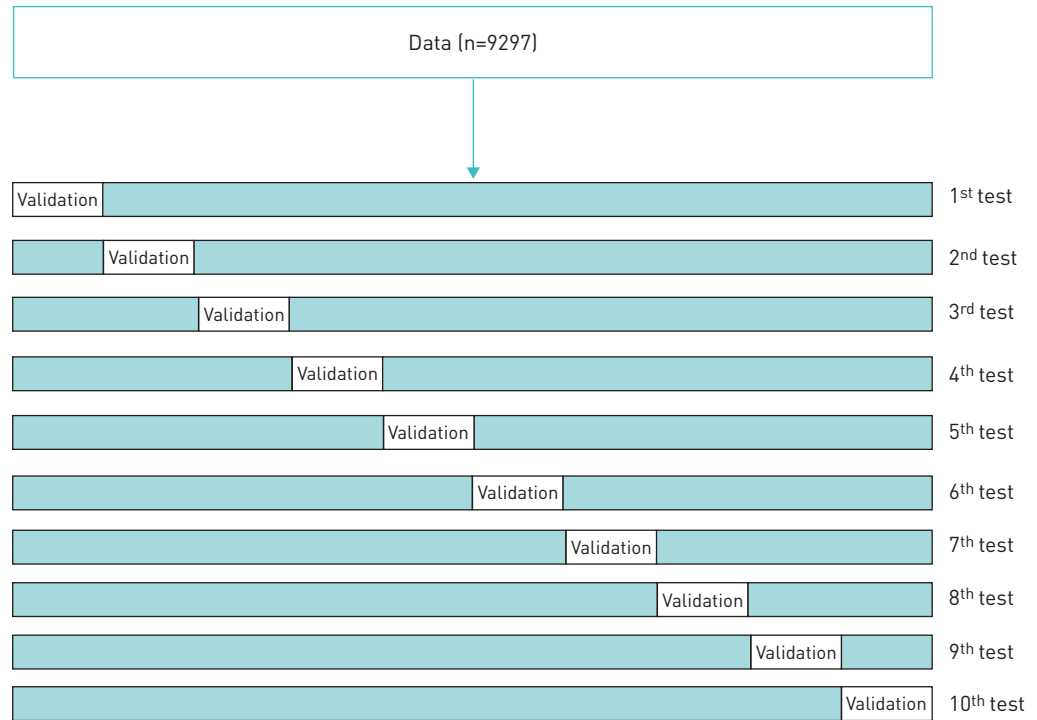 Data (n=9297)
Validation 1st test
Validation 2nd test
Validation 3rd test
Validation 4th test
Validation 5th test
Validation 6th test
Validation 7th test
Validation 8th test
Validation 9th test
Validation 10th test